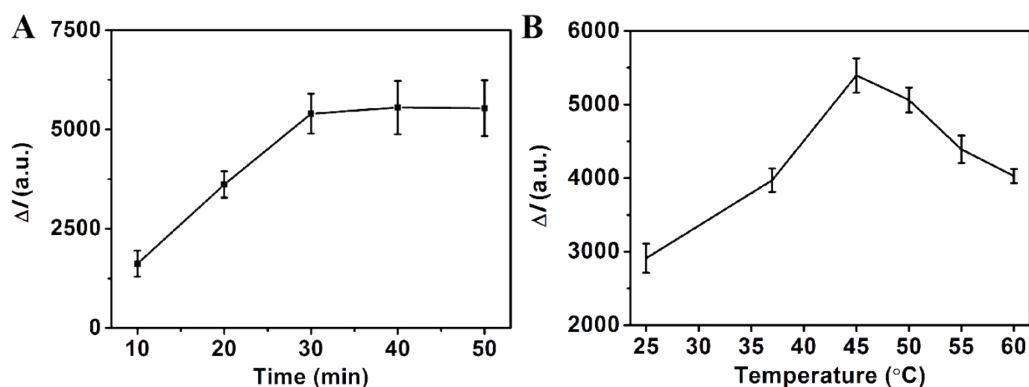 A
ΔI (a.u.)
7500
5000
2500
0
10 20 30 40 50
Time (min)
B
ΔI (a.u.)
6000
5000
4000
3000
2000
25 30 35 40 45 50 55 60
Temperature (°C)